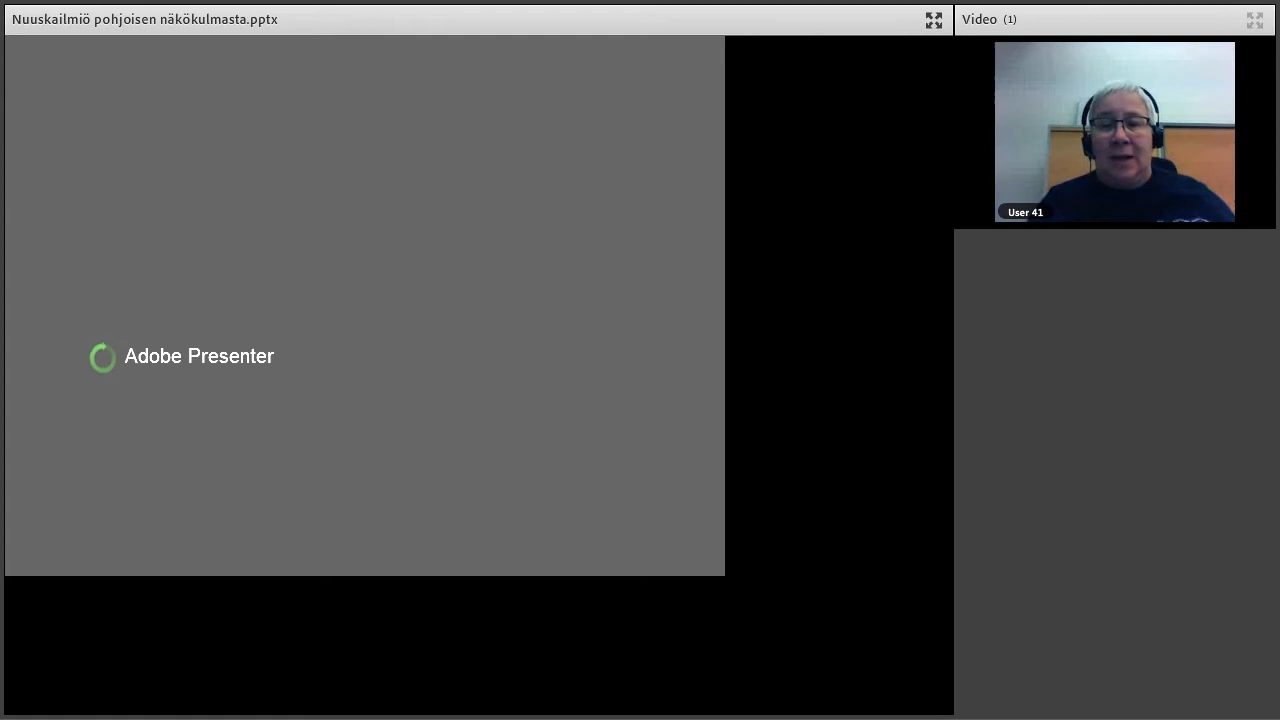 Nuuskailmiö pohjoisen näkökulmasta.pptx
Video (1)
User 41
Adobe Presenter